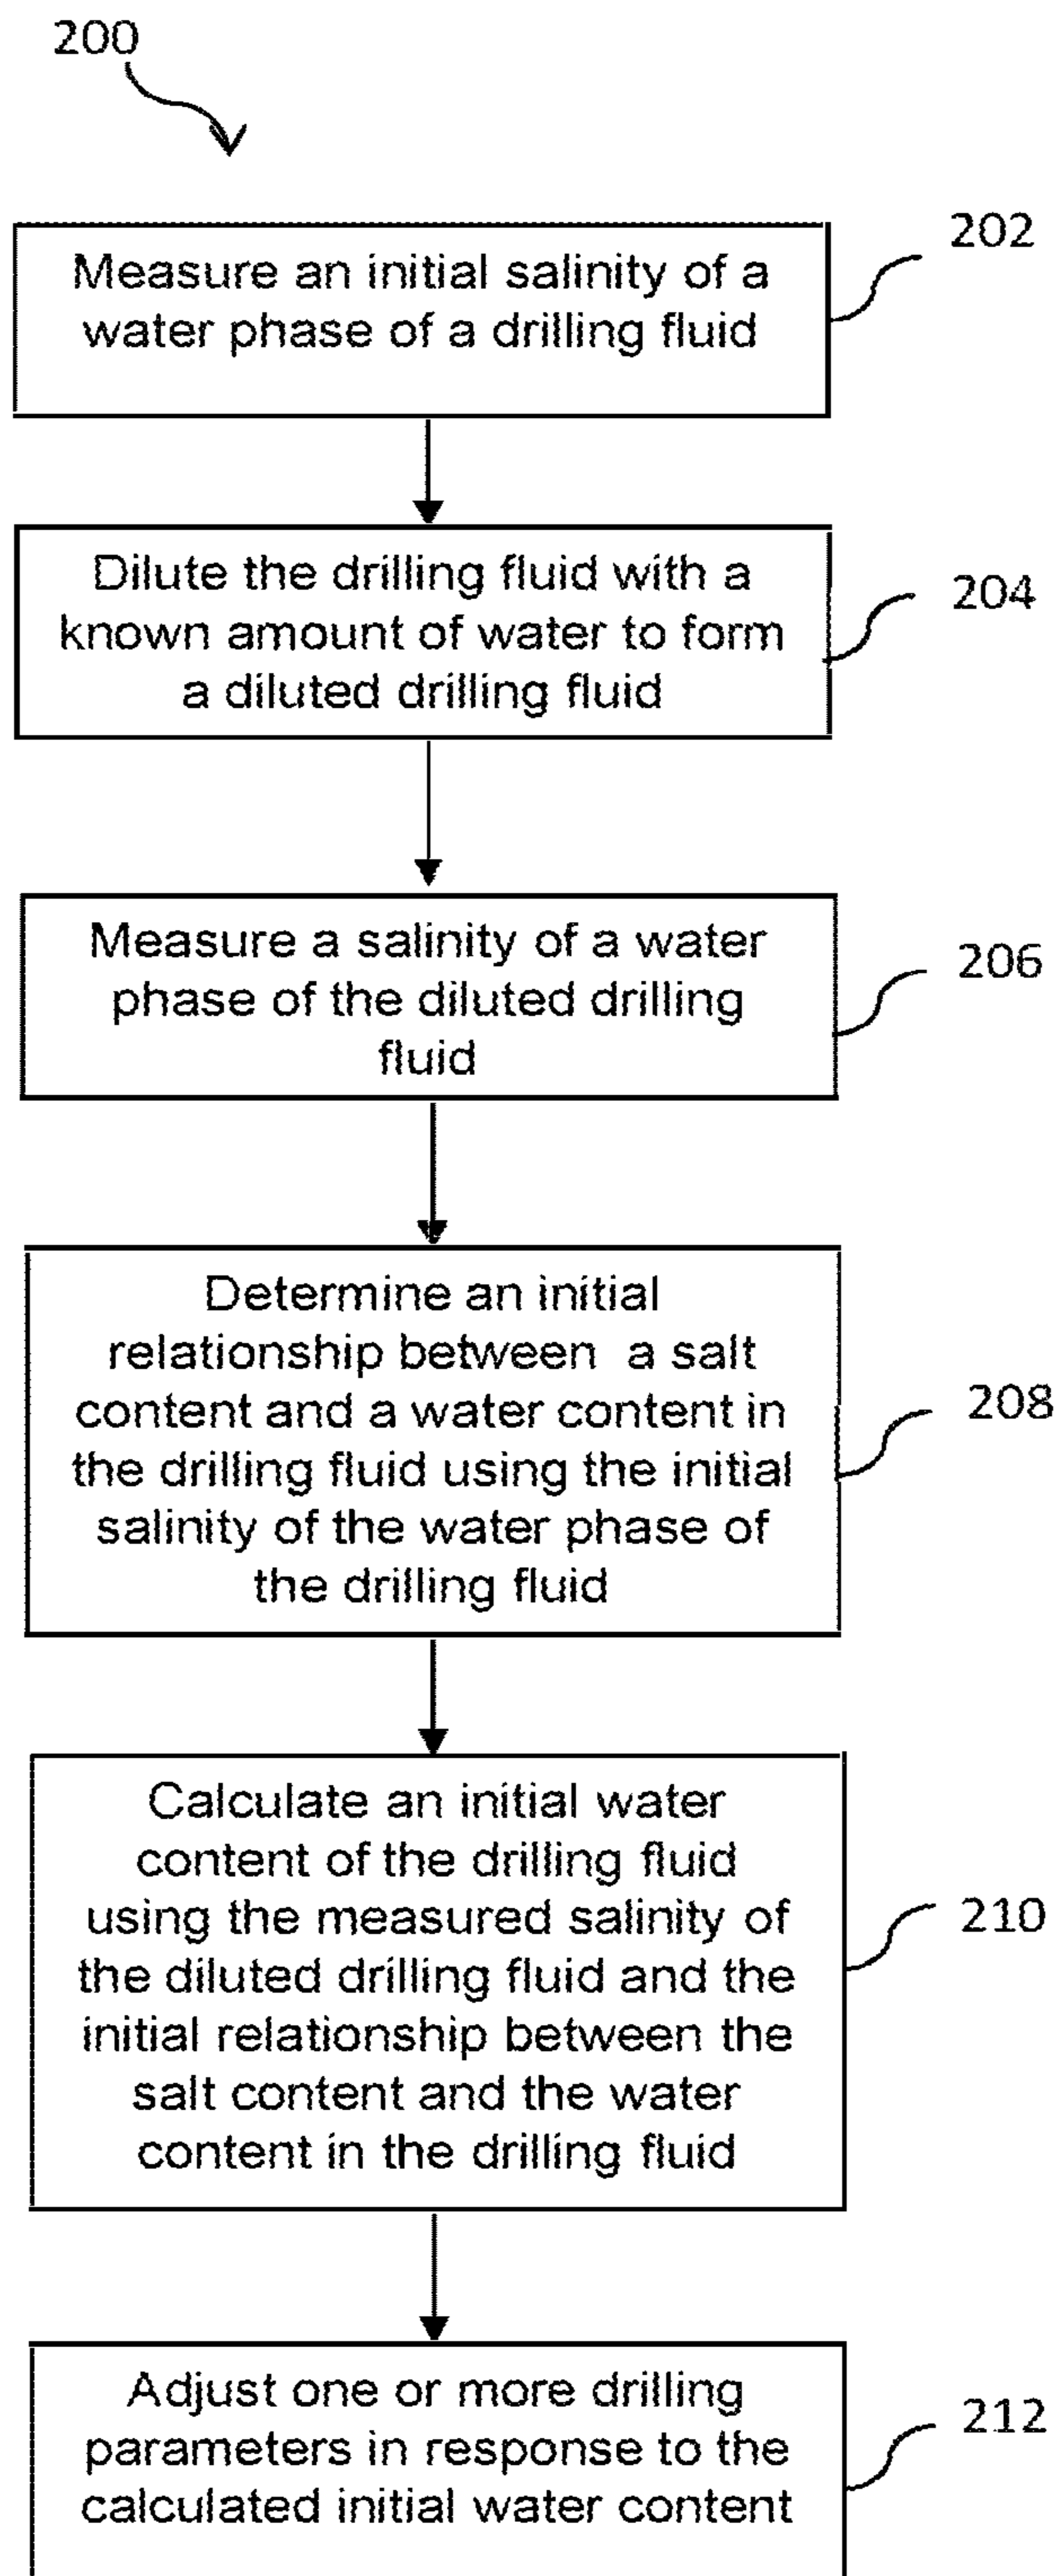 200
202
Measure an initial salinity of a
water phase of a drilling fluid
204
Dilute the drilling fluid with a
known amount of water to form
a diluted drilling fluid
206
Measure a salinity of a water
phase of the diluted drilling
fluid
208
Determine an initial
relationship between a salt
content and a water content in
the drilling fluid using the initial
salinity of the water phase of
the drilling fluid
210
Calculate an initial water
content of the drilling fluid
using the measured salinity of
the diluted drilling fluid and the
initial relationship between the
salt content and the water
content in the drilling fluid
212
Adjust one or more drilling
parameters in response to the
calculated initial water content